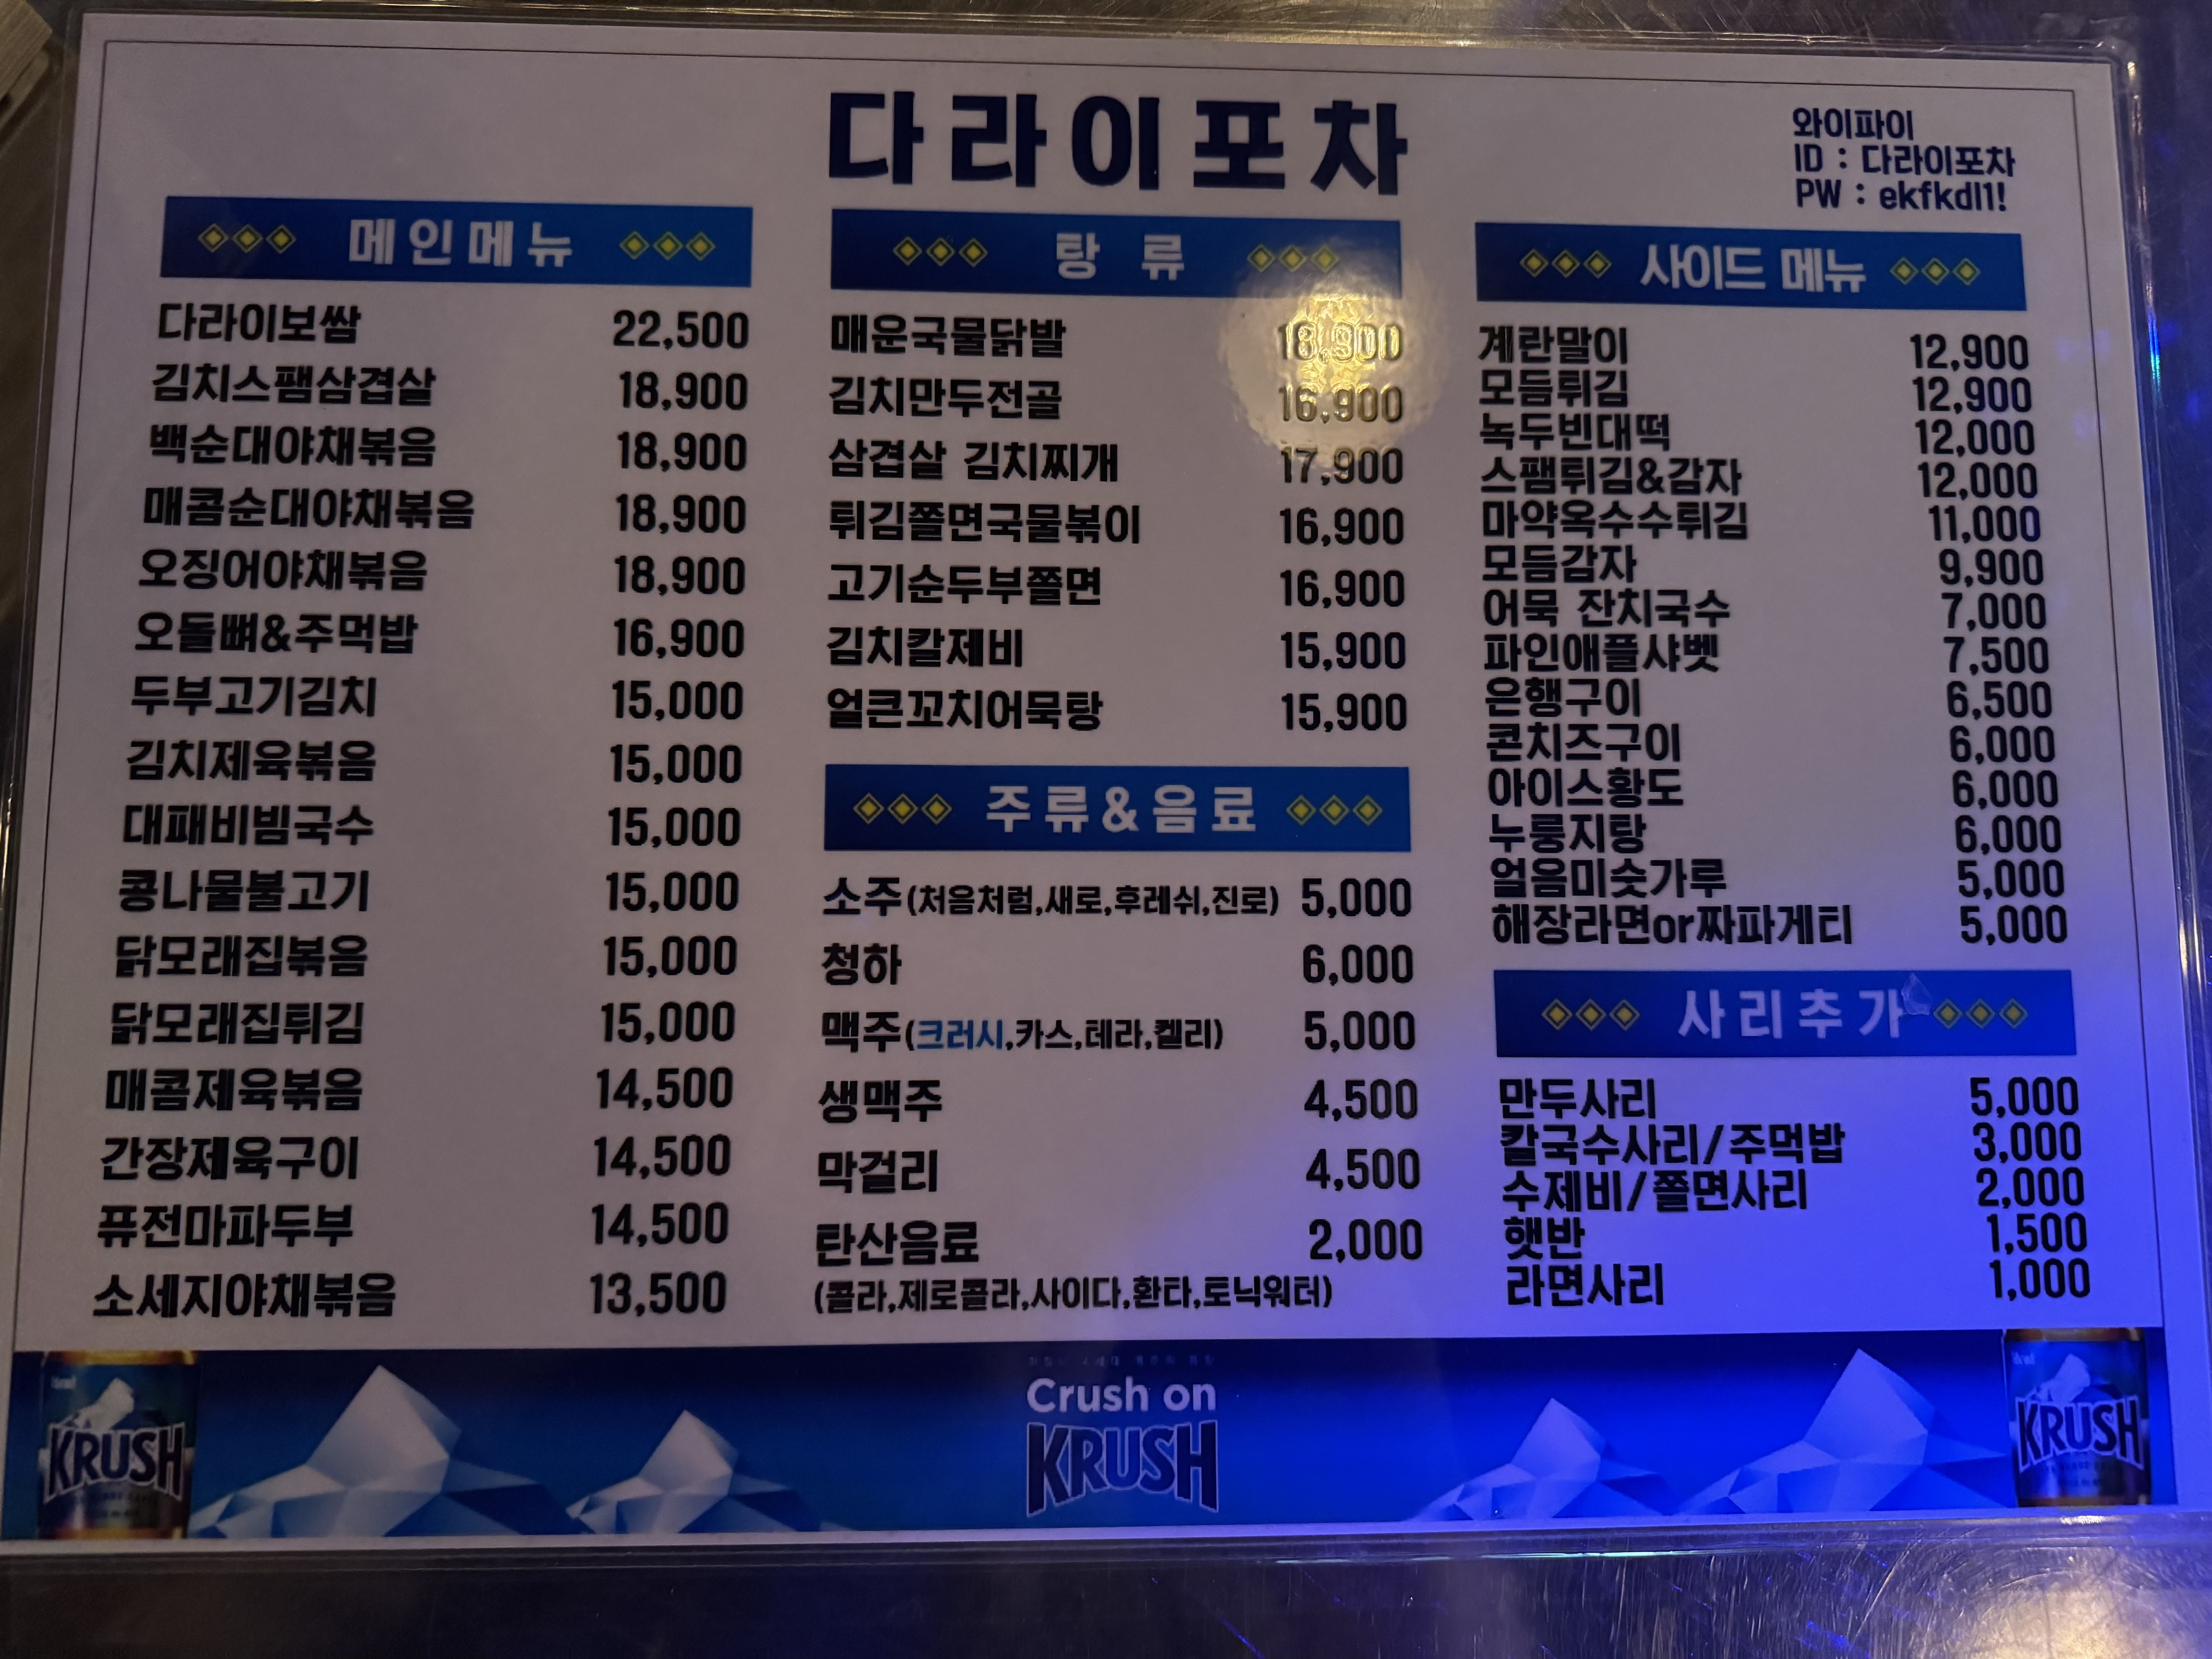 다라이포차
와이파이
ID : 다라이포차
PW : ekfkdl1!
메인메뉴
다라이보쌈 22,500
김치스팸삼겹살 18,900
백순대야채볶음 18,900
매콤순대야채볶음 18,900
오징어야채볶음 18,900
오돌뼈&주먹밥 16,900
두부고기김치 15,000
김치제육볶음 15,000
대패비빔국수 15,000
콩나물불고기 15,000
닭모래집볶음 15,000
닭모래집튀김 15,000
매콤제육볶음 14,500
간장제육구이 14,500
퓨전마파두부 14,500
소세지야채볶음 13,500
탕 류
매운국물닭발 18,900
김치만두전골 16,900
삼겹살 김치찌개 17,900
튀김쫄면국물볶이 16,900
고기순두부쫄면 16,900
김치칼제비 15,900
얼큰꼬치어묵탕 15,900
주류&음료
소주(처음처럼,새로,후레쉬,진로) 5,000
청하 6,000
맥주(크러시,카스,테라,켈리) 5,000
생맥주 4,500
막걸리 4,500
탄산음료 2,000
(콜라,제로콜라,사이다,환타,토닉워터)
사이드 메뉴
계란말이 12,900
모듬튀김 12,900
녹두빈대떡 12,000
스팸튀김&감자 12,000
마약옥수수튀김 11,000
모듬감자 9,900
어묵 잔치국수 7,000
파인애플샤벳 7,500
은행구이 6,500
콘치즈구이 6,000
아이스황도 6,000
누룽지탕 6,000
얼음미숫가루 5,000
해장라면or짜파게티 5,000
사리추가
만두사리 5,000
칼국수사리/주먹밥 3,000
수제비/쫄면사리 2,000
햇반 1,500
라면사리 1,000
KRUSH
Crush on
KRUSH
KRUSH